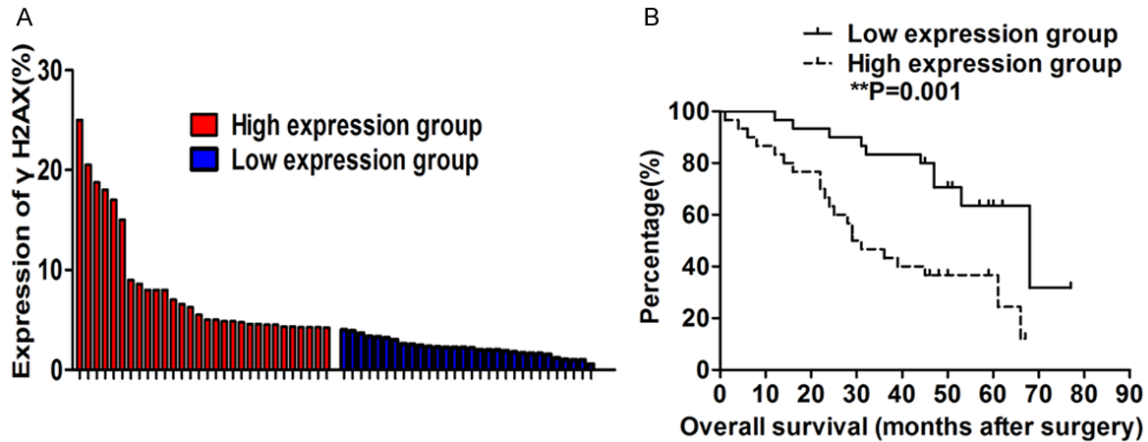 A
Expression of γ H2AX(%)
30
20
10
0
High expression group
Low expression group
B
Low expression group
High expression group
**P=0.001
Percentage(%)
100
80
60
40
20
0
0 10 20 30 40 50 60 70 80 90
Overall survival (months after surgery)